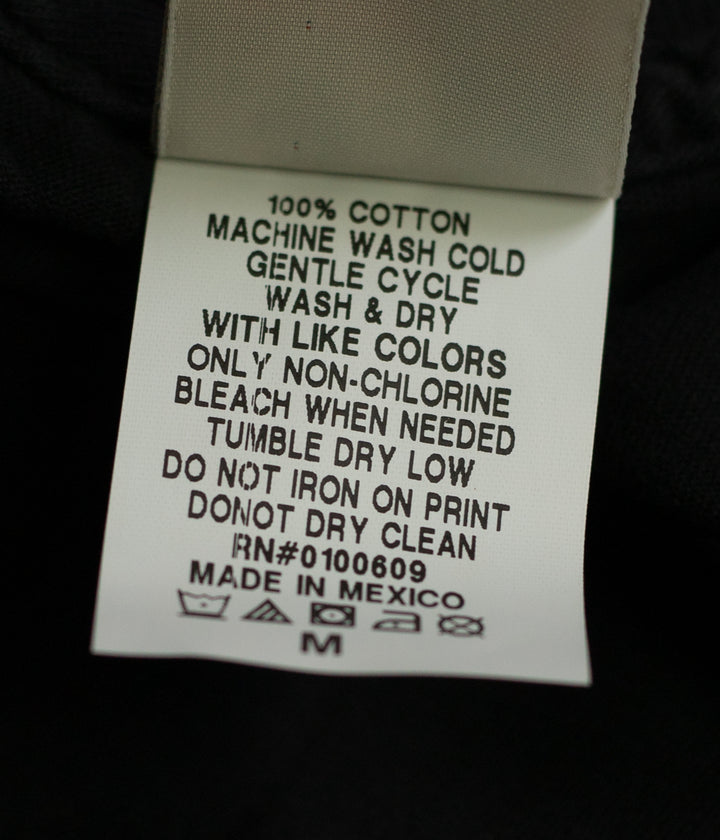 100% COTTON
MACHINE WASH COLD
GENTLE CYCLE
WASH & DRY
WITH LIKE COLORS
ONLY NON-CHLORINE
BLEACH WHEN NEEDED
TUMBLE DRY LOW
DO NOT IRON ON PRINT
DONOT DRY CLEAN
RN#0100609
MADE IN MEXICO
M